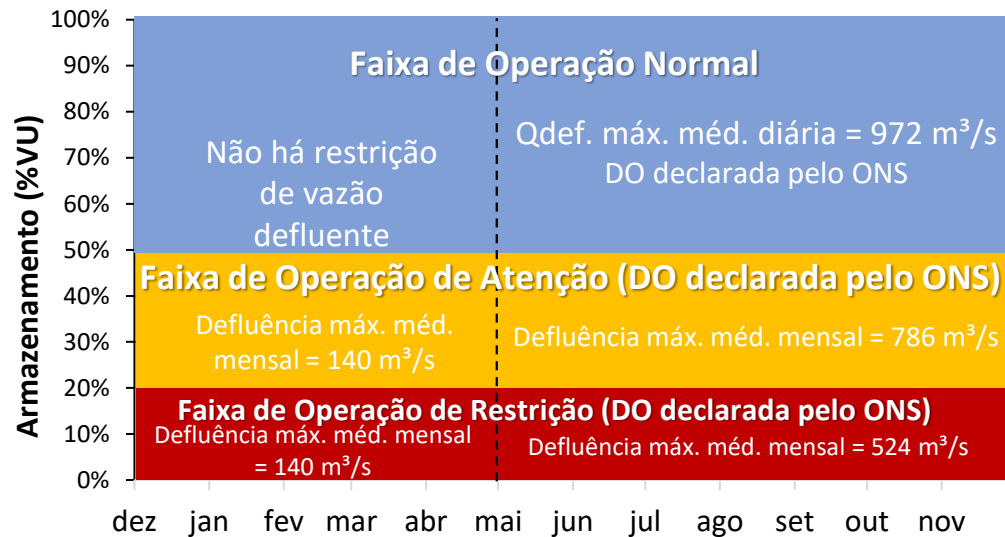 100%
90%
80%
70%
60%
50%
40%
30%
20%
10%
0%
Armazenamento (%VU)
Faixa de Operação Normal
Não há restrição
de vazão
defluente
Qdef. máx. méd. diária = 972 m³/s
DO declarada pelo ONS
Faixa de Operação de Atenção (DO declarada pelo ONS)
Defluência máx. méd.
mensal = 140 m³/s
Defluência máx. méd. mensal = 786 m³/s
Faixa de Operação de Restrição (DO declarada pelo ONS)
Defluência máx. méd. mensal
= 140 m³/s
Defluência máx. méd. mensal = 524 m³/s
dez jan fev mar abr mai jun jul ago set out nov